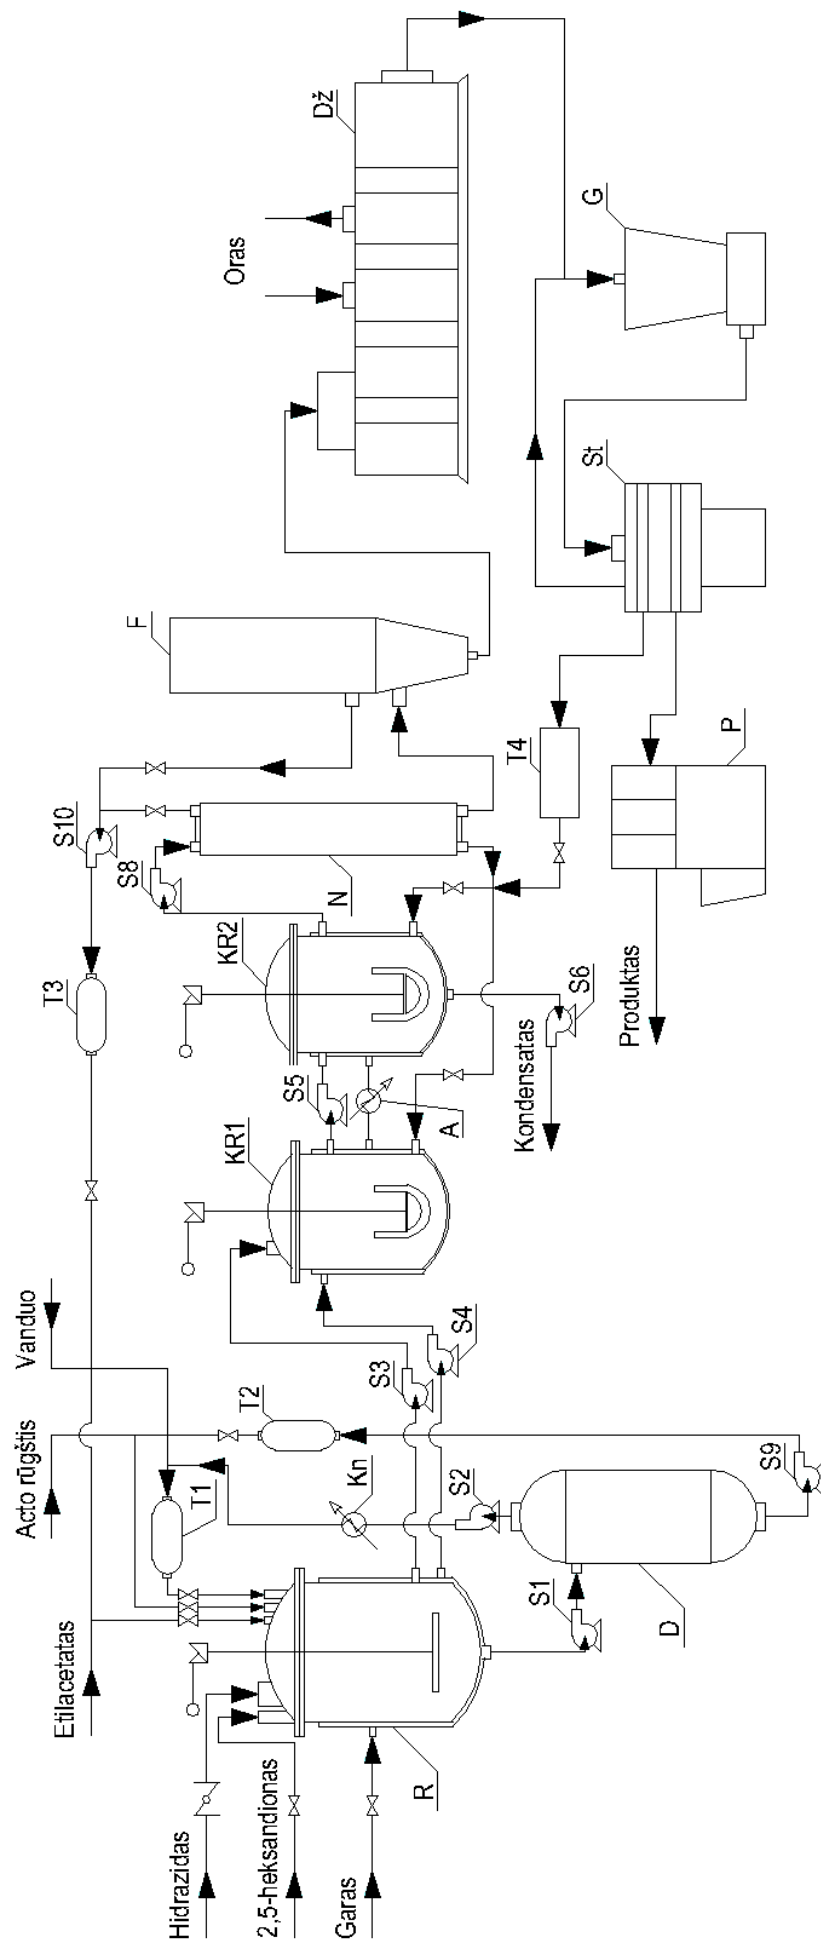 Hidrazidas
2,5-heksandionas
Garas
Etilacetatas
Acto rūgštis
Vanduo
T1
R
Kn
T2
S1
D
S2
S9
S3
S4
KR1
S5
A
KR2
Kondensatas
S6
T3
S10
S8
N
F
T4
Produktas
P
St
G
Oras
Dž